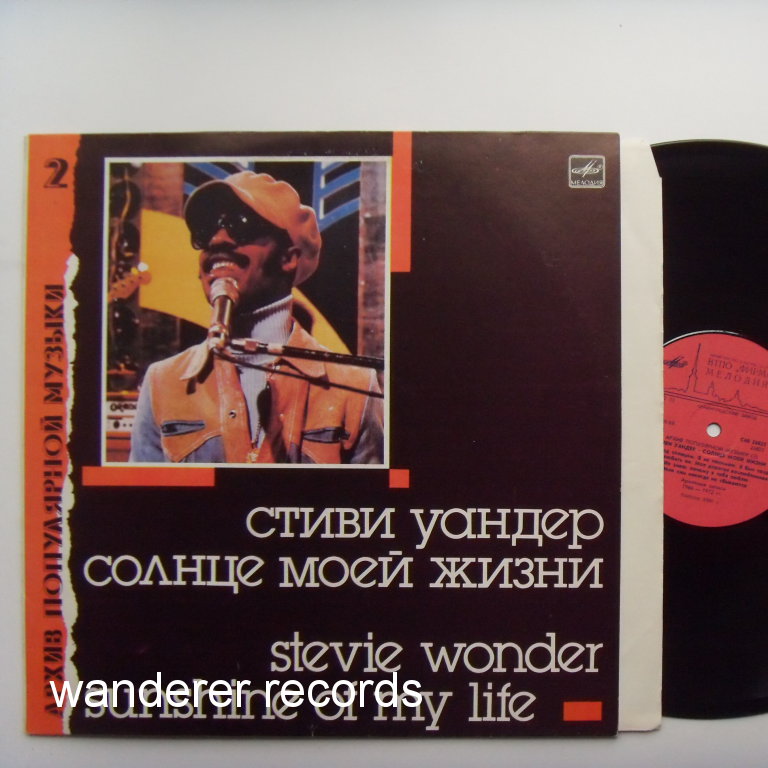 2
АРХИВ ПОПУЛЯРНОЙ МУЗЫКИ
МЕЛОДИЯ
стиви уандер
солнце моей жизни
stevie wonder
sunshine of my life
wanderer records
МЕЛОДИЯ